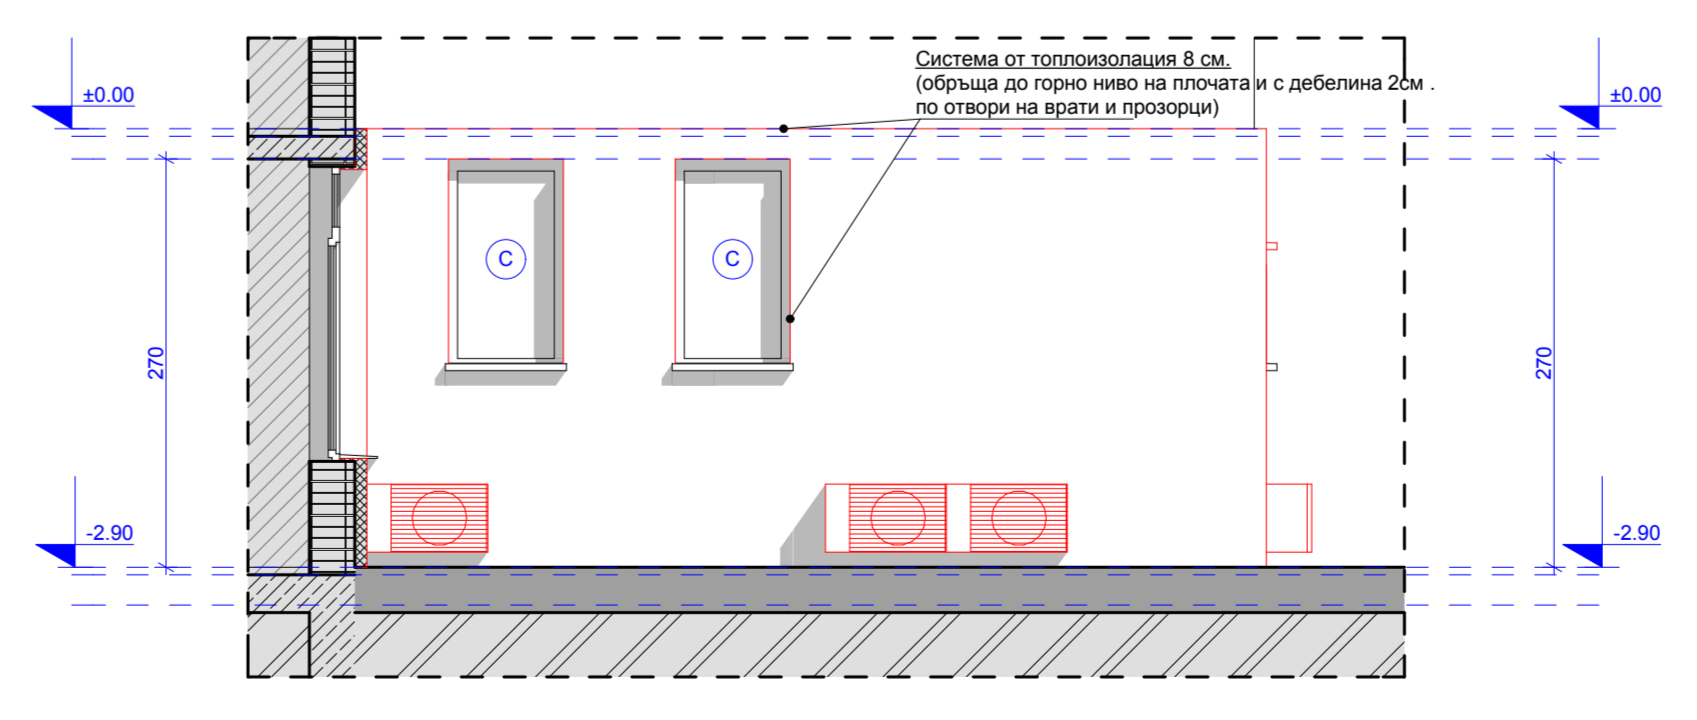 Система от топлоизолация 8 см.
(обръща до горно ниво на плочата и с дебелина 2см .
по отвори на врати и прозорци)
±0.00
±0.00
C
C
270
270
-2.90
-2.90